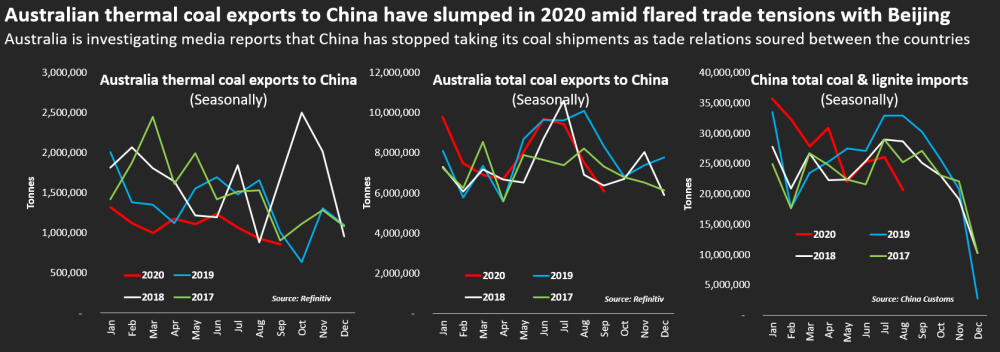 Australian thermal coal exports to China have slumped in 2020 amid flared trade tensions with Beijing
Australia is investigating media reports that China has stopped taking its coal shipments as tade relations soured between the countries
Australia thermal coal exports to China
(Seasonally)
3,000,000
2,500,000
2,000,000
1,500,000
1,000,000
500,000
-
Tonnes
2020
2019
2018
2017
Source: Refinitiv
Jan
Feb
Mar
Apr
May
Jun
Jul
Aug
Sep
Oct
Nov
Dec
Australia total coal exports to China
(Seasonally)
12,000,000
10,000,000
8,000,000
6,000,000
4,000,000
2,000,000
-
Tonnes
2020
2019
2018
2017
Source: Refinitiv
Jan
Feb
Mar
Apr
May
Jun
Jul
Aug
Sep
Oct
Nov
Dec
China total coal & lignite imports
(Seasonally)
40,000,000
35,000,000
30,000,000
25,000,000
20,000,000
15,000,000
10,000,000
5,000,000
-
Tonnes
2020
2019
2018
2017
Source: China Customs
Jan
Feb
Mar
Apr
May
Jun
Jul
Aug
Sep
Oct
Nov
Dec